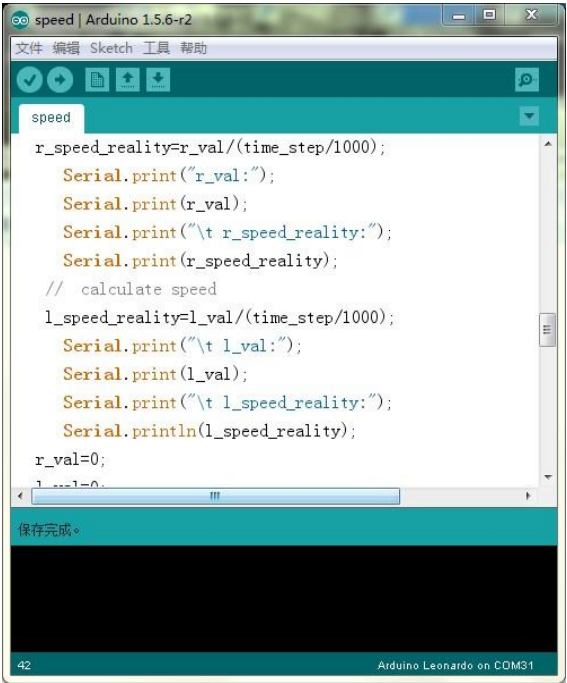 speed | Arduino 1.5.6-r2
文件 编辑 Sketch 工具 帮助
speed
r_speed_reality=r_val/(time_step/1000);
Serial.print("r_val:");
Serial.print(r_val);
Serial.print("\t r_speed_reality:");
Serial.print(r_speed_reality);
// calculate speed
l_speed_reality=l_val/(time_step/1000);
Serial.print("\t l_val:");
Serial.print(l_val);
Serial.print("\t l_speed_reality:");
Serial.println(l_speed_reality);
r_val=0;
l_val=0;
保存完成。
42
Arduino Leonardo on COM31